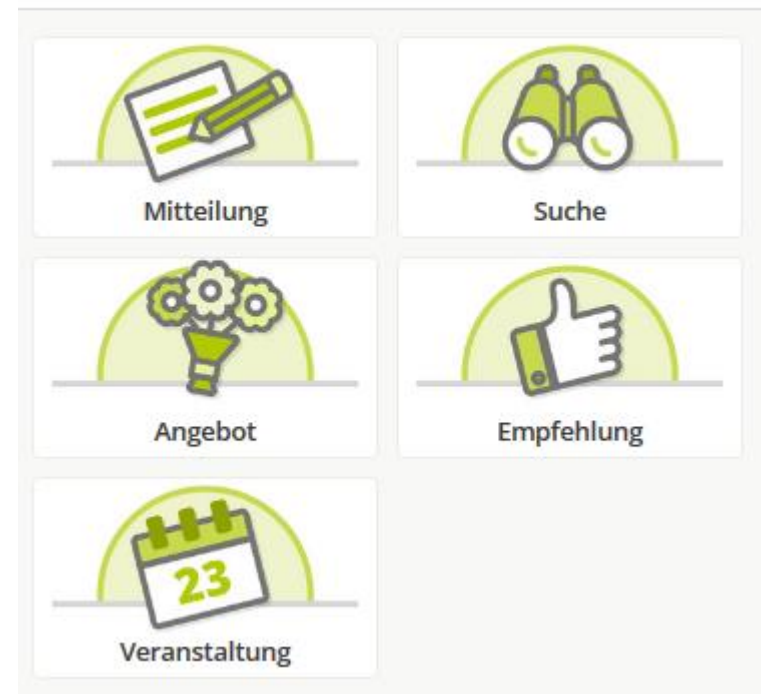 Mitteilung
Suche
Angebot
Empfehlung
23
Veranstaltung